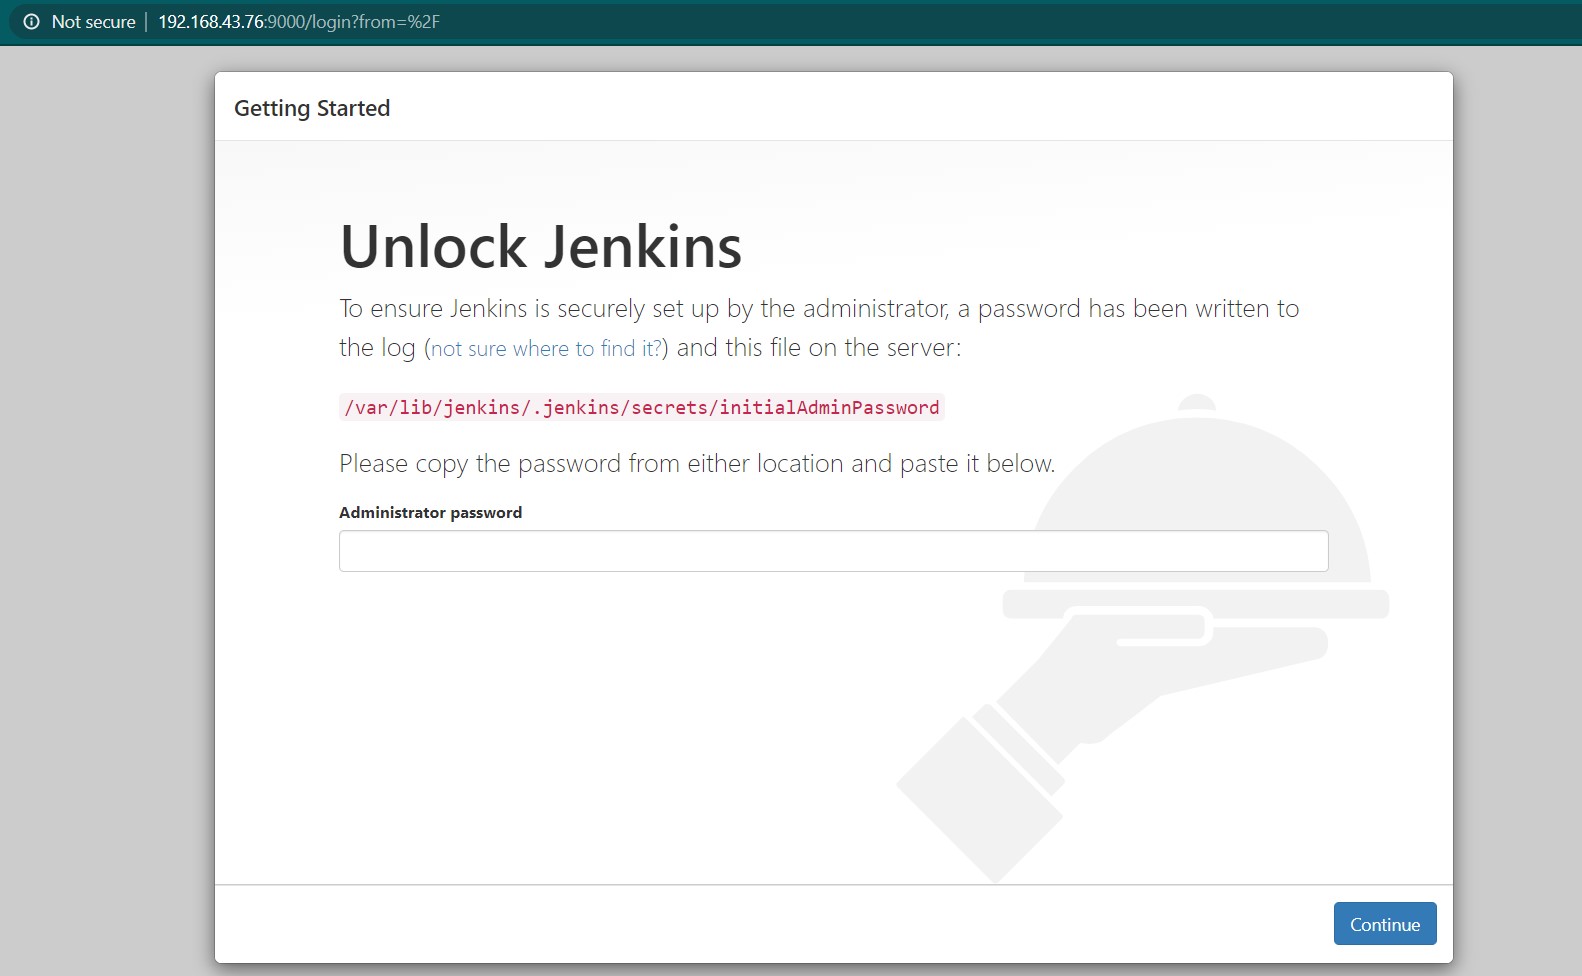 Not secure | 192.168.43.76:9000/login?from=%2F
Getting Started
Unlock Jenkins
To ensure Jenkins is securely set up by the administrator, a password has been written to
the log (not sure where to find it?) and this file on the server:
/var/lib/jenkins/.jenkins/secrets/initialAdminPassword
Please copy the password from either location and paste it below.
Administrator password
Continue